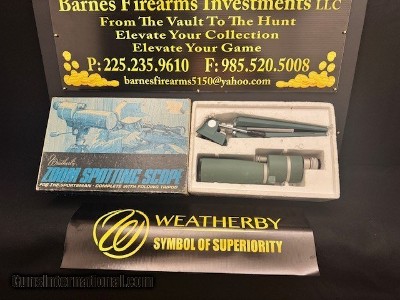 Barnes Firearms Investments LLC
From The Vault To The Hunt
Elevate Your Collection
Elevate Your Game
P: 225.235.9610 F: 985.520.5008
barnesfirearms5150@yahoo.com
Weatherby
ZOOM SPOTTING SCOPE
FOR THE SPORTSMAN - COMPLETE WITH FOLDING TRIPOD
WEATHERBY
SYMBOL OF SUPERIORITY
GunsInternational.com